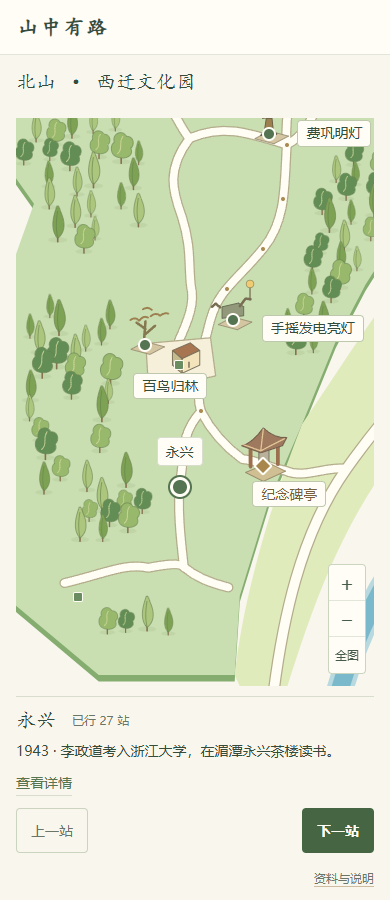 山中有路
北山 • 西迁文化园
费巩明灯
手摇发电亮灯
百鸟归林
永兴
纪念碑亭
+
−
全图
永兴 已行 27 站
1943 · 李政道考入浙江大学，在湄潭永兴茶楼读书。
查看详情
上一站 下一站
资料与说明